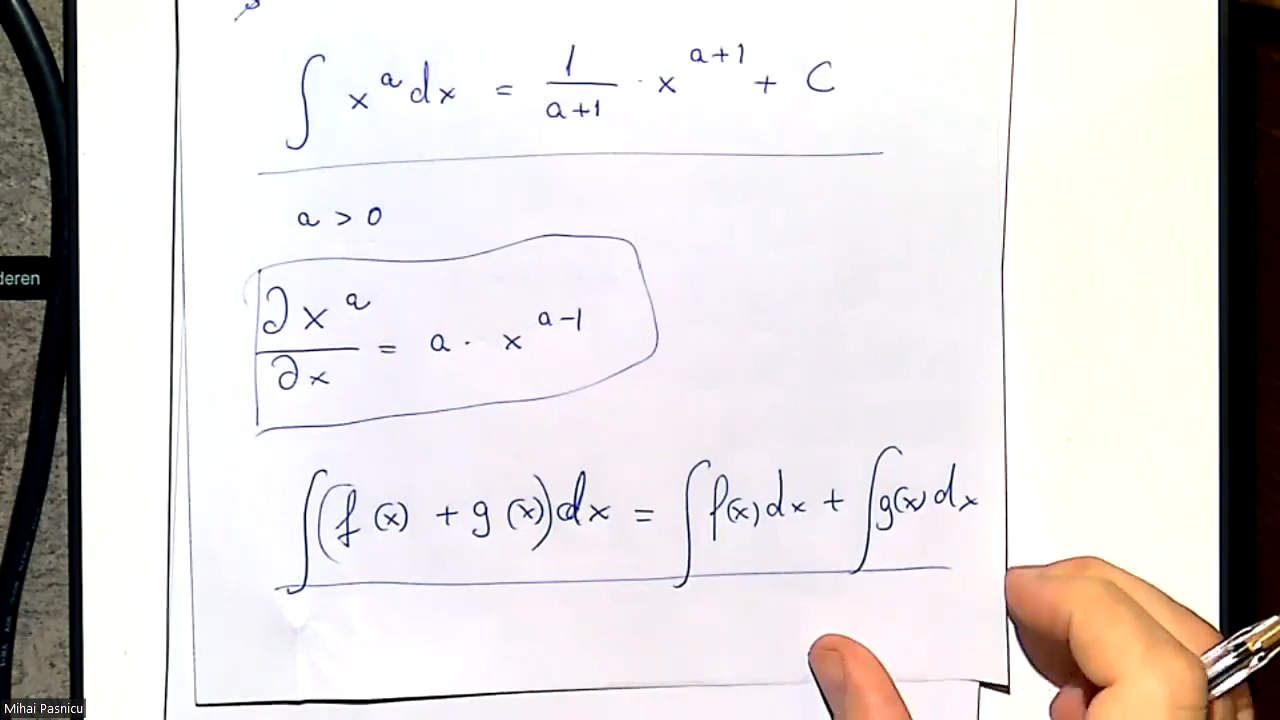 ∫ x^a dx = 1/(a+1) · x^(a+1) + C
a > 0
∂x^a/∂x = a · x^(a-1)
∫(f(x) + g(x))dx = ∫f(x)dx + ∫g(x)dx
deren
Mihai Pasnicu